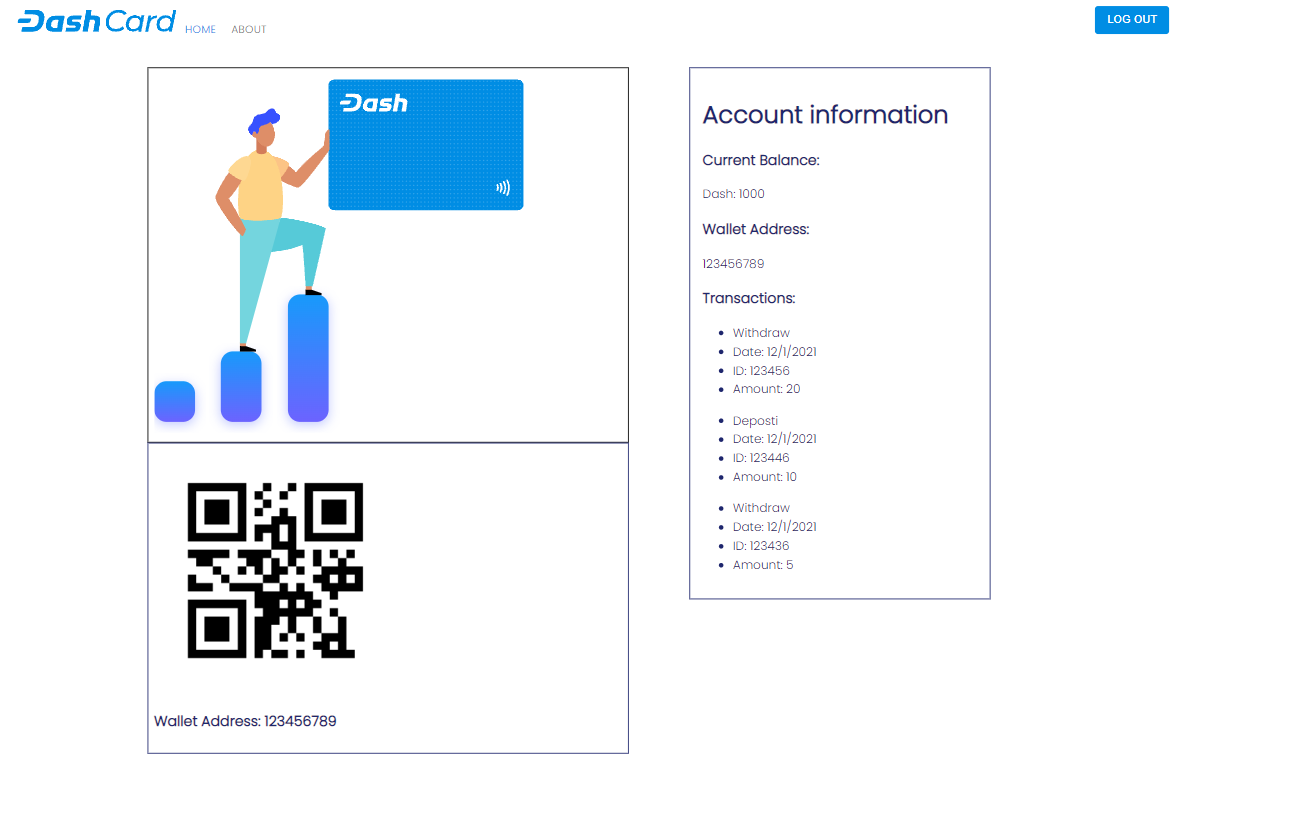 Dash Card HOME ABOUT
LOG OUT
Dash
Wallet Address: 123456789
Account information
Current Balance:
Dash: 1000
Wallet Address:
123456789
Transactions:
Withdraw
Date: 12/1/2021
ID: 123456
Amount: 20
Deposti
Date: 12/1/2021
ID: 123446
Amount: 10
Withdraw
Date: 12/1/2021
ID: 123436
Amount: 5